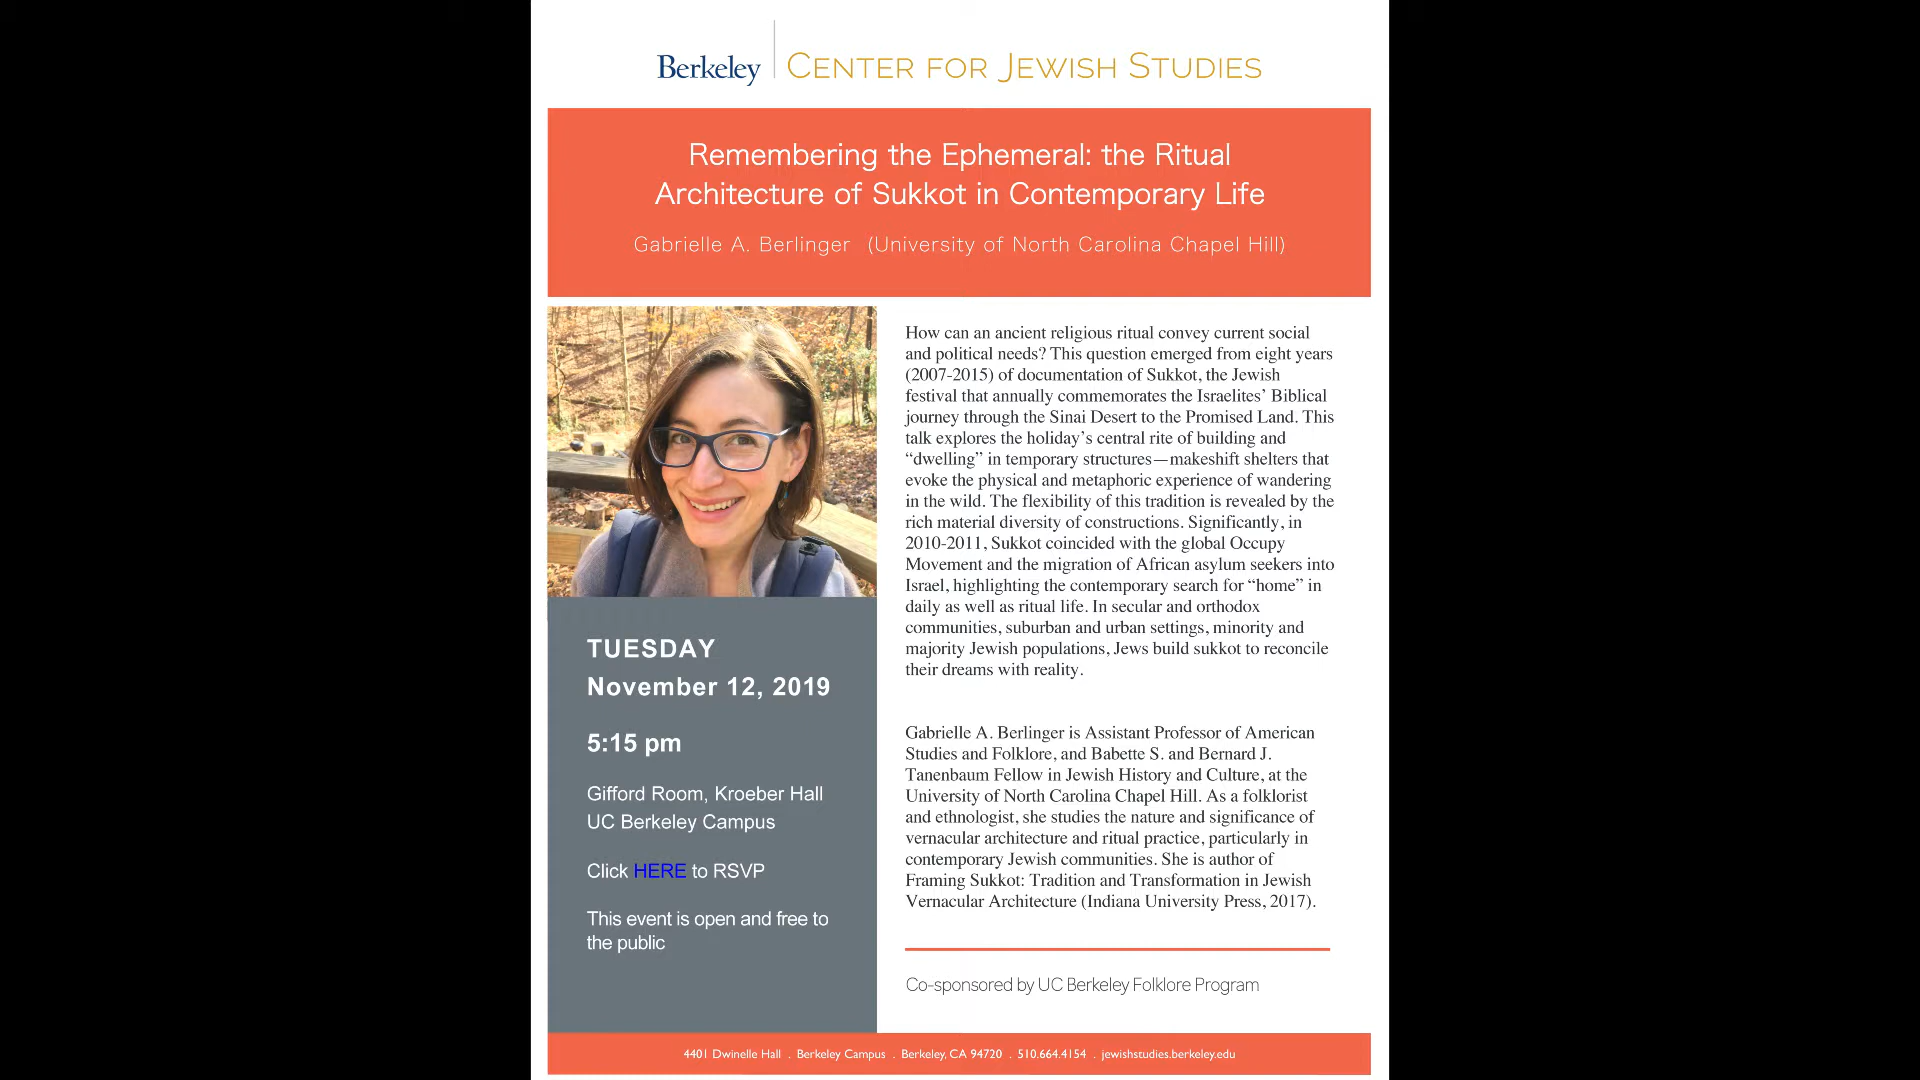 Berkeley CENTER FOR JEWISH STUDIES
Remembering the Ephemeral: the Ritual
Architecture of Sukkot in Contemporary Life
Gabrielle A. Berlinger (University of North Carolina Chapel Hill)
TUESDAY
November 12, 2019
5:15 pm
Gifford Room, Kroeber Hall
UC Berkeley Campus
Click HERE to RSVP
This event is open and free to
the public
How can an ancient religious ritual convey current social
and political needs? This question emerged from eight years
(2007-2015) of documentation of Sukkot, the Jewish
festival that annually commemorates the Israelites’ Biblical
journey through the Sinai Desert to the Promised Land. This
talk explores the holiday’s central rite of building and
“dwelling” in temporary structures—makeshift shelters that
evoke the physical and metaphoric experience of wandering
in the wild. The flexibility of this tradition is revealed by the
rich material diversity of constructions. Significantly, in
2010-2011, Sukkot coincided with the global Occupy
Movement and the migration of African asylum seekers into
Israel, highlighting the contemporary search for “home” in
daily as well as ritual life. In secular and orthodox
communities, suburban and urban settings, minority and
majority Jewish populations, Jews build sukkot to reconcile
their dreams with reality.
Gabrielle A. Berlinger is Assistant Professor of American
Studies and Folklore, and Babette S. and Bernard J.
Tanenbaum Fellow in Jewish History and Culture, at the
University of North Carolina Chapel Hill. As a folklorist
and ethnologist, she studies the nature and significance of
vernacular architecture and ritual practice, particularly in
contemporary Jewish communities. She is author of
Framing Sukkot: Tradition and Transformation in Jewish
Vernacular Architecture (Indiana University Press, 2017).
Co-sponsored by UC Berkeley Folklore Program
4401 Dwinelle Hall . Berkeley Campus . Berkeley, CA 94720 . 510.664.4154 . jewishstudies.berkeley.edu